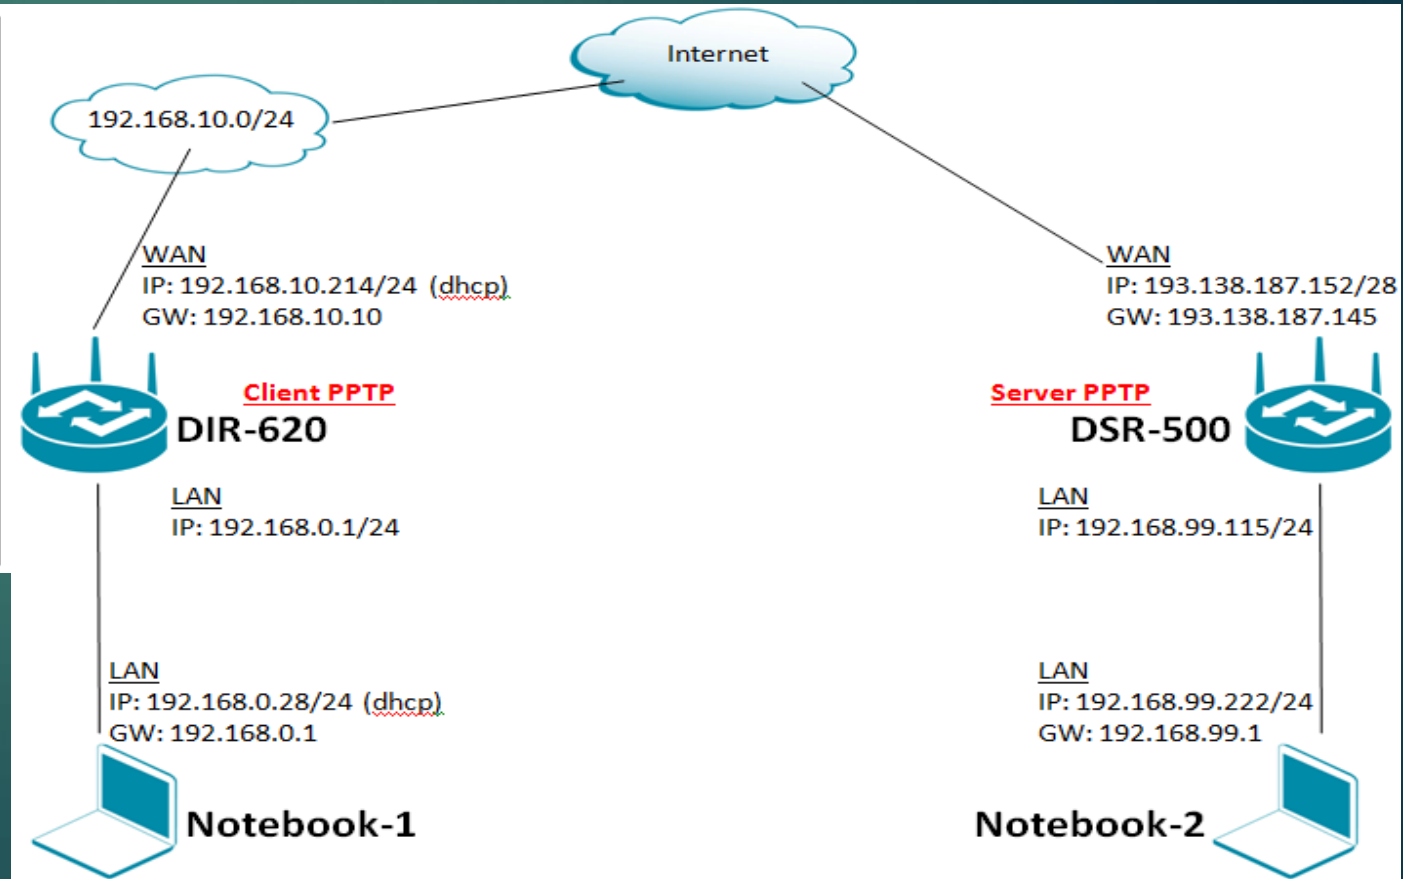 Internet
192.168.10.0/24
WAN
IP: 192.168.10.214/24 (dhcp)
GW: 192.168.10.10
WAN
IP: 193.138.187.152/28
GW: 193.138.187.145
Client PPTP
DIR-620
Server PPTP
DSR-500
LAN
IP: 192.168.0.1/24
LAN
IP: 192.168.99.115/24
LAN
IP: 192.168.0.28/24 (dhcp)
GW: 192.168.0.1
LAN
IP: 192.168.99.222/24
GW: 192.168.99.1
Notebook-1
Notebook-2